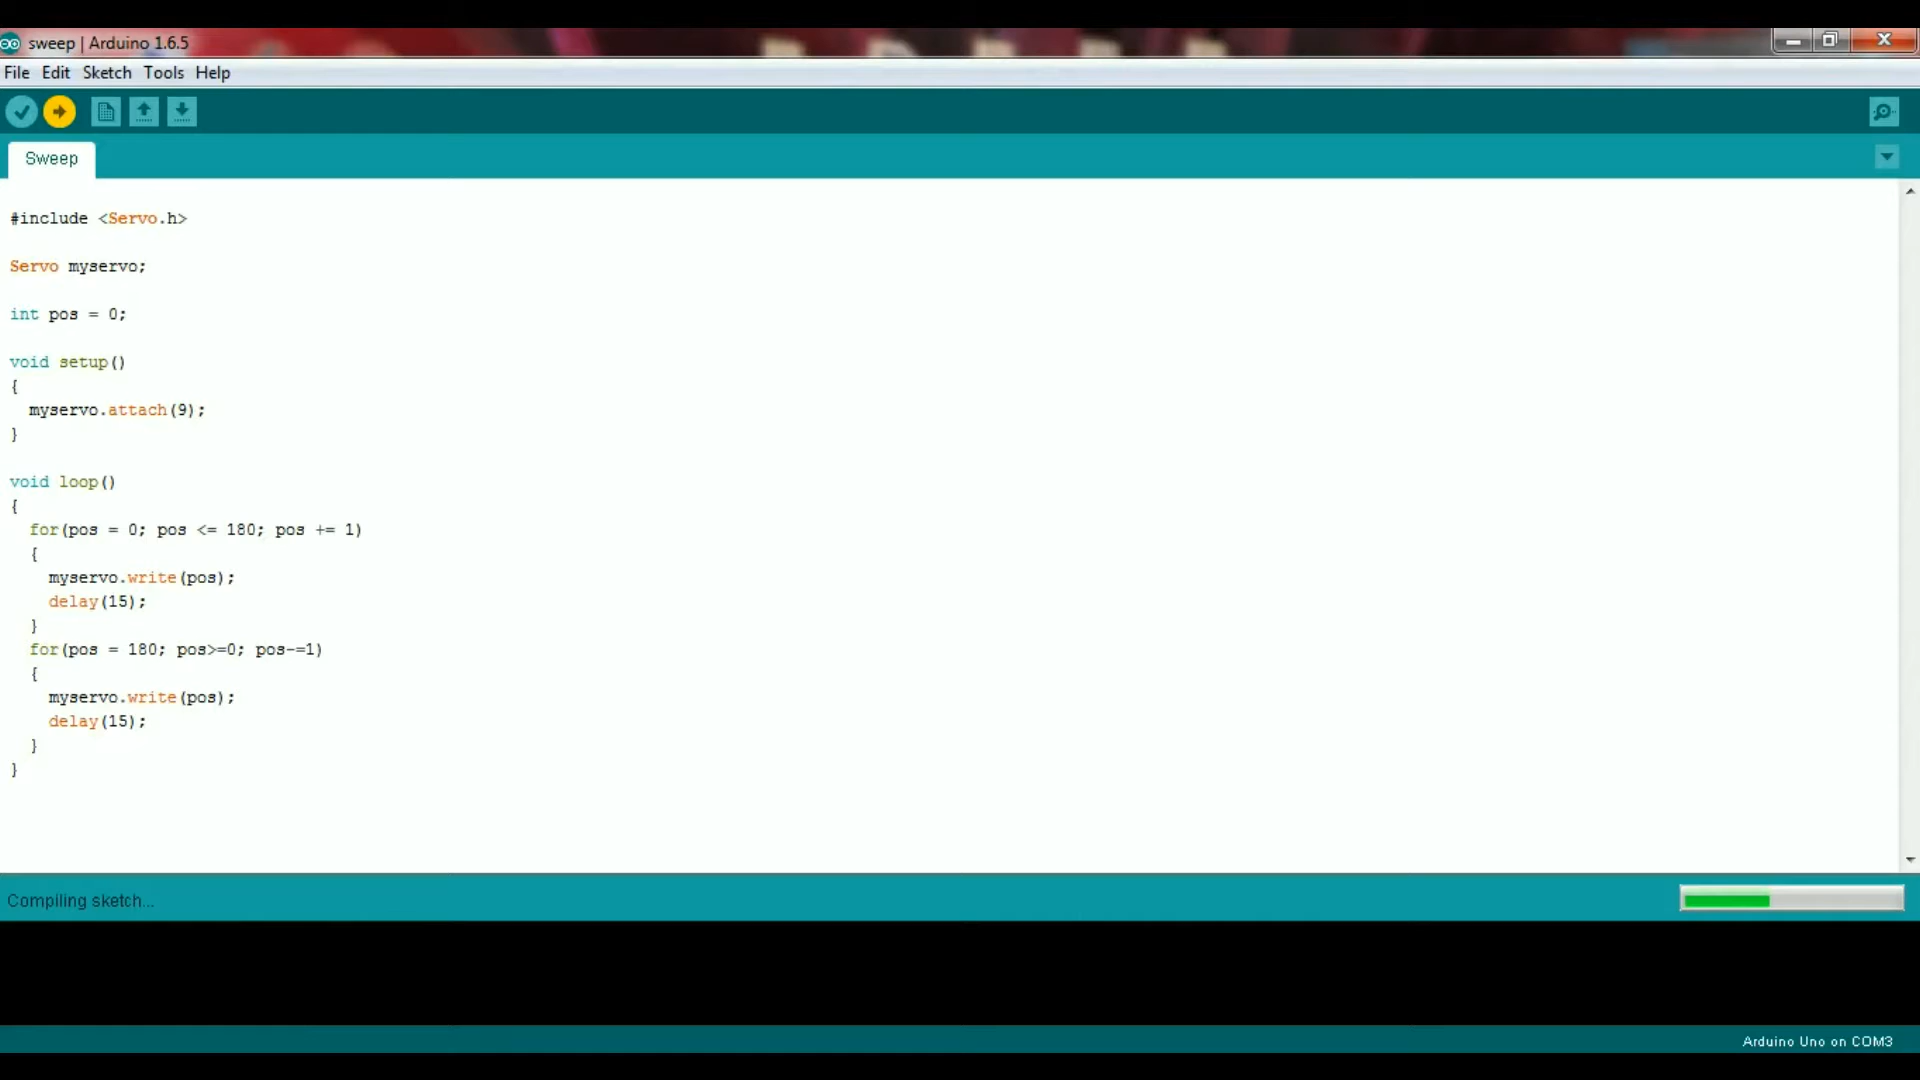 sweep | Arduino 1.6.5
File Edit Sketch Tools Help
Sweep
#include <Servo.h>
Servo myservo;
int pos = 0;
void setup()
{
  myservo.attach(9);
}
void loop()
{
  for(pos = 0; pos <= 180; pos += 1)
  {
    myservo.write(pos);
    delay(15);
  }
  for(pos = 180; pos>=0; pos-=1)
  {
    myservo.write(pos);
    delay(15);
  }
}
Compiling sketch...
Arduino Uno on COM3